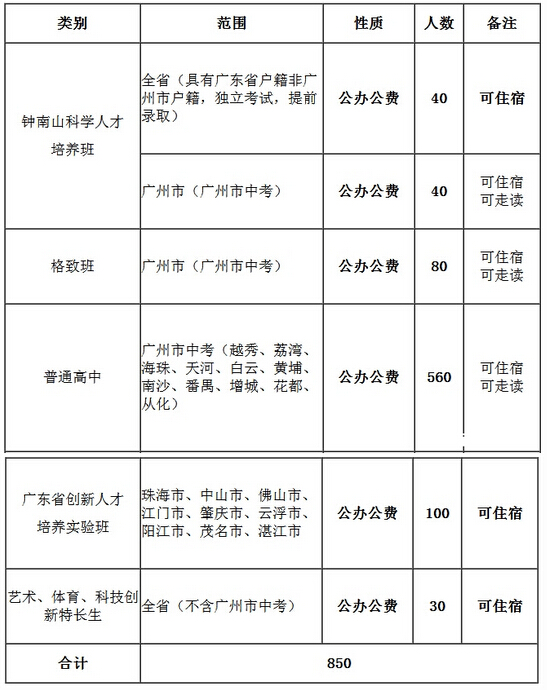 类别 范围 性质 人数 备注
钟南山科学人才
培养班
全省（具有广东省户籍非广
州市户籍，独立考试，提前
录取）
公办公费 40 可住宿
广州市（广州市中考） 公办公费 40 可住宿
可走读
格致班 广州市（广州市中考） 公办公费 80 可住宿
可走读
普通高中
广州市中考（越秀、荔湾、
海珠、天河、白云、黄埔、
南沙、番禺、增城、花都、
从化）
公办公费 560 可住宿
可走读
广东省创新人才
培养实验班
珠海市、中山市、佛山市、
江门市、肇庆市、云浮市、
阳江市、茂名市、湛江市
公办公费 100 可住宿
艺术、体育、科技创
新特长生
全省（不含广州市中考） 公办公费 30 可住宿
合计 850